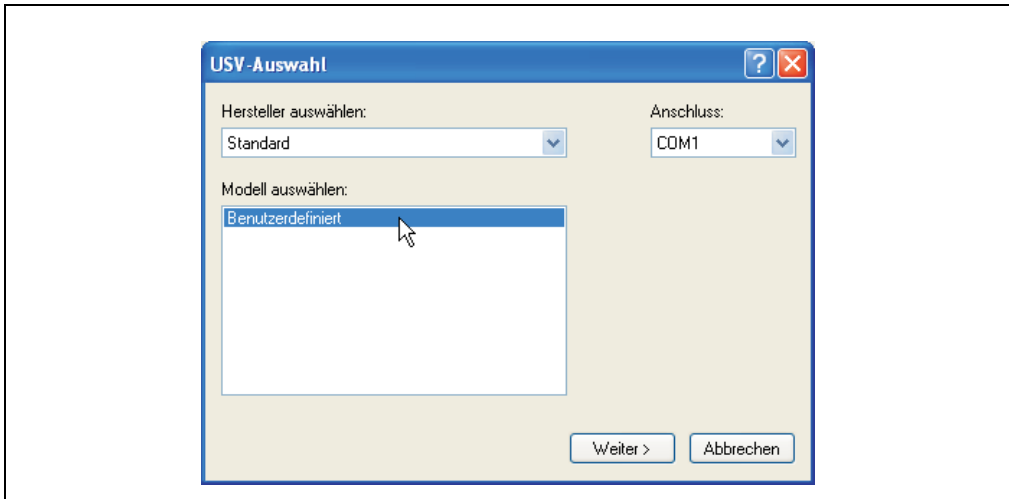 USV-Auswahl
Hersteller auswählen:
Anschluss:
Standard
COM1
Modell auswählen:
Benutzerdefiniert
Weiter >
Abbrechen